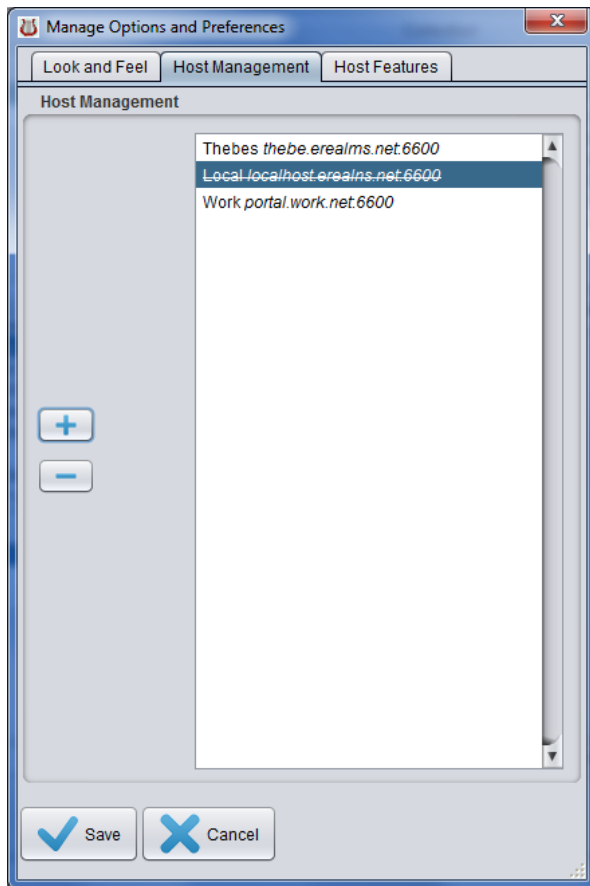 Manage Options and Preferences
Look and Feel Host Management Host Features
Host Management
Thebes thebe.erealms.net:6600
Local localhost.erealns.net:6600
Work portal.work.net:6600
Save Cancel